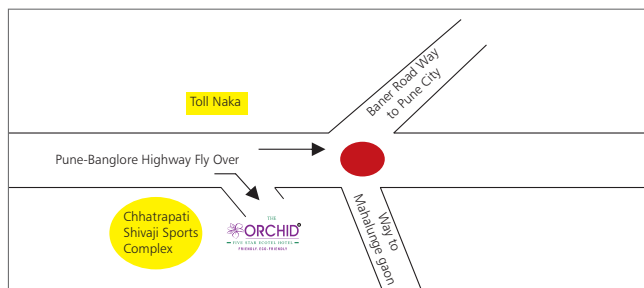 Baner Road Way
to Pune City
Toll Naka
Pune-Banglore Highway Fly Over
Chhatrapati
Shivaji Sports
Complex
THE
ORCHID
FIVE STAR ECOTEL HOTEL
FRIENDLY ECO-FRIENDLY
Way to
Mahalunge gaon